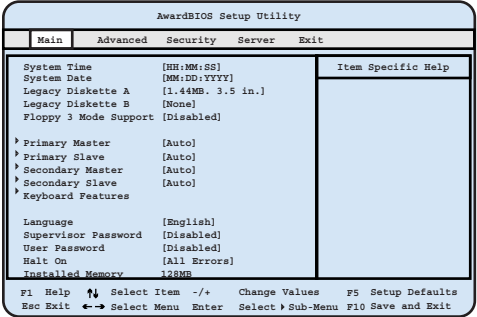 AwardBIOS Setup Utility
Main Advanced Security Server Exit
Item Specific Help
System Time [HH:MM:SS]
System Date [MM:DD:YYYY]
Legacy Diskette A [1.44MB. 3.5 in.]
Legacy Diskette B [None]
Floppy 3 Mode Support [Disabled]
Primary Master [Auto]
Primary Slave [Auto]
Secondary Master [Auto]
Secondary Slave [Auto]
Keyboard Features
Language [English]
Supervisor Password [Disabled]
User Password [Disabled]
Halt On [All Errors]
Installed Memory 128MB
F1 Help ↑↓ Select Item -/+ Change Values F5 Setup Defaults
Esc Exit ←→ Select Menu Enter Select ▸ Sub-Menu F10 Save and Exit